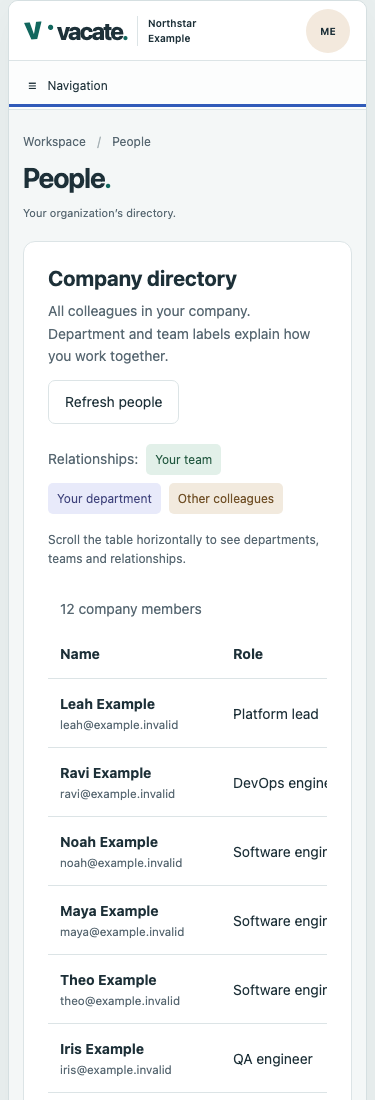 vacate.
Northstar
Example
ME
≡ Navigation
Workspace / People
People.
Your organization's directory.
Company directory
All colleagues in your company.
Department and team labels explain how
you work together.
Refresh people
Relationships: Your team
Your department Other colleagues
Scroll the table horizontally to see departments,
teams and relationships.
12 company members
Name Role
Leah Example
leah@example.invalid
Platform lead
Ravi Example
ravi@example.invalid
DevOps engine
Noah Example
noah@example.invalid
Software engin
Maya Example
maya@example.invalid
Software engin
Theo Example
theo@example.invalid
Software engin
Iris Example
iris@example.invalid
QA engineer